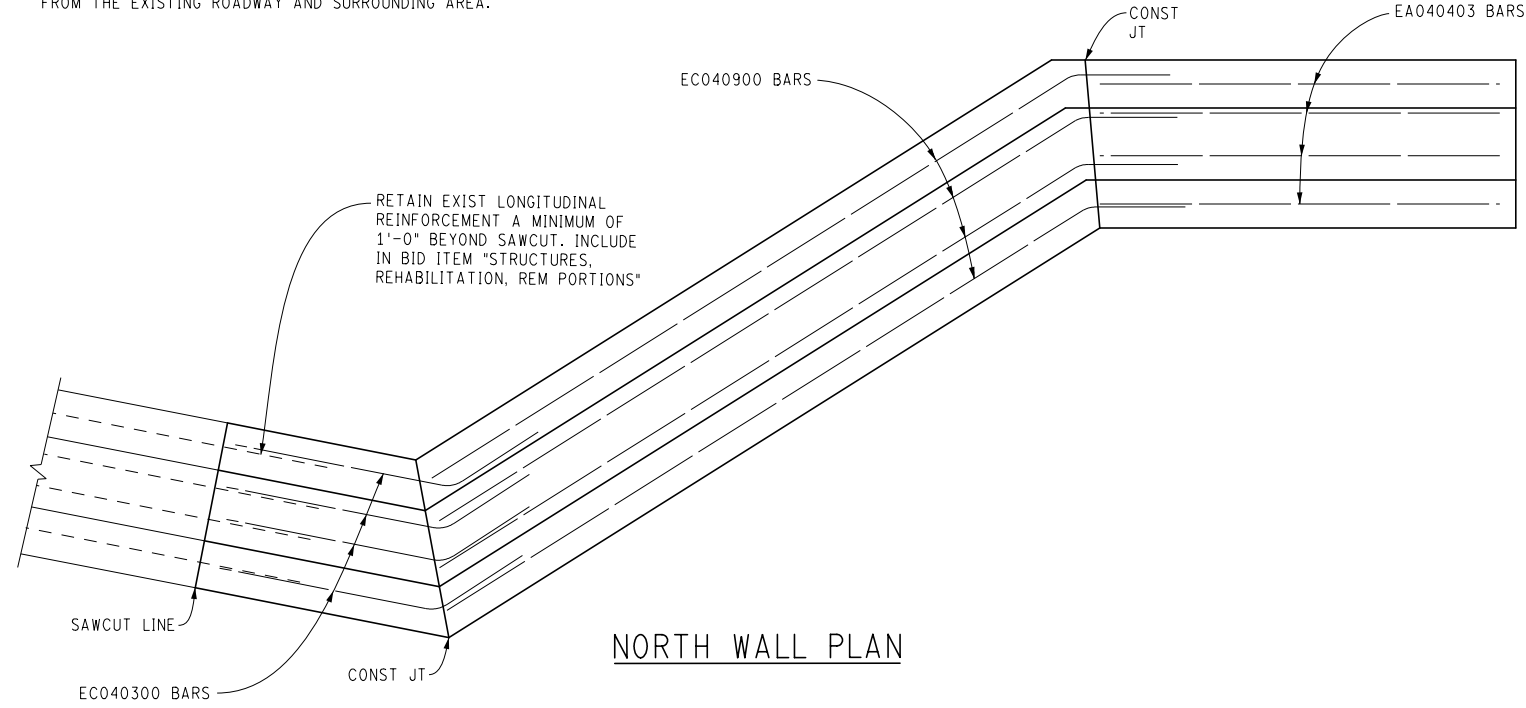 FROM THE EXISTING ROADWAY AND SURROUNDING AREA.
CONST
JT
EA040403 BARS
EC040900 BARS
RETAIN EXIST LONGITUDINAL
REINFORCEMENT A MINIMUM OF
1'-0" BEYOND SAWCUT. INCLUDE
IN BID ITEM "STRUCTURES,
REHABILITATION, REM PORTIONS"
SAWCUT LINE
NORTH WALL PLAN
CONST JT
EC040300 BARS